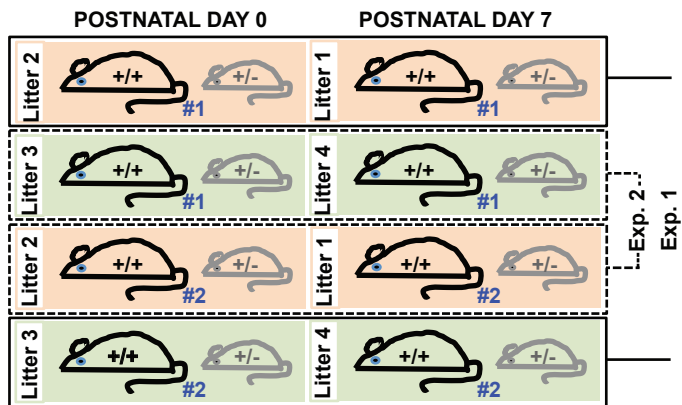 POSTNATAL DAY 0 POSTNATAL DAY 7
Litter 2 +/+ +/- #1 Litter 1 +/+ +/- #1
Litter 3 +/+ +/- #1 Litter 4 +/+ +/- #1
Litter 2 +/+ +/- #2 Litter 1 +/+ +/- #2
Litter 3 +/+ +/- #2 Litter 4 +/+ +/- #2
Exp. 2
Exp. 1